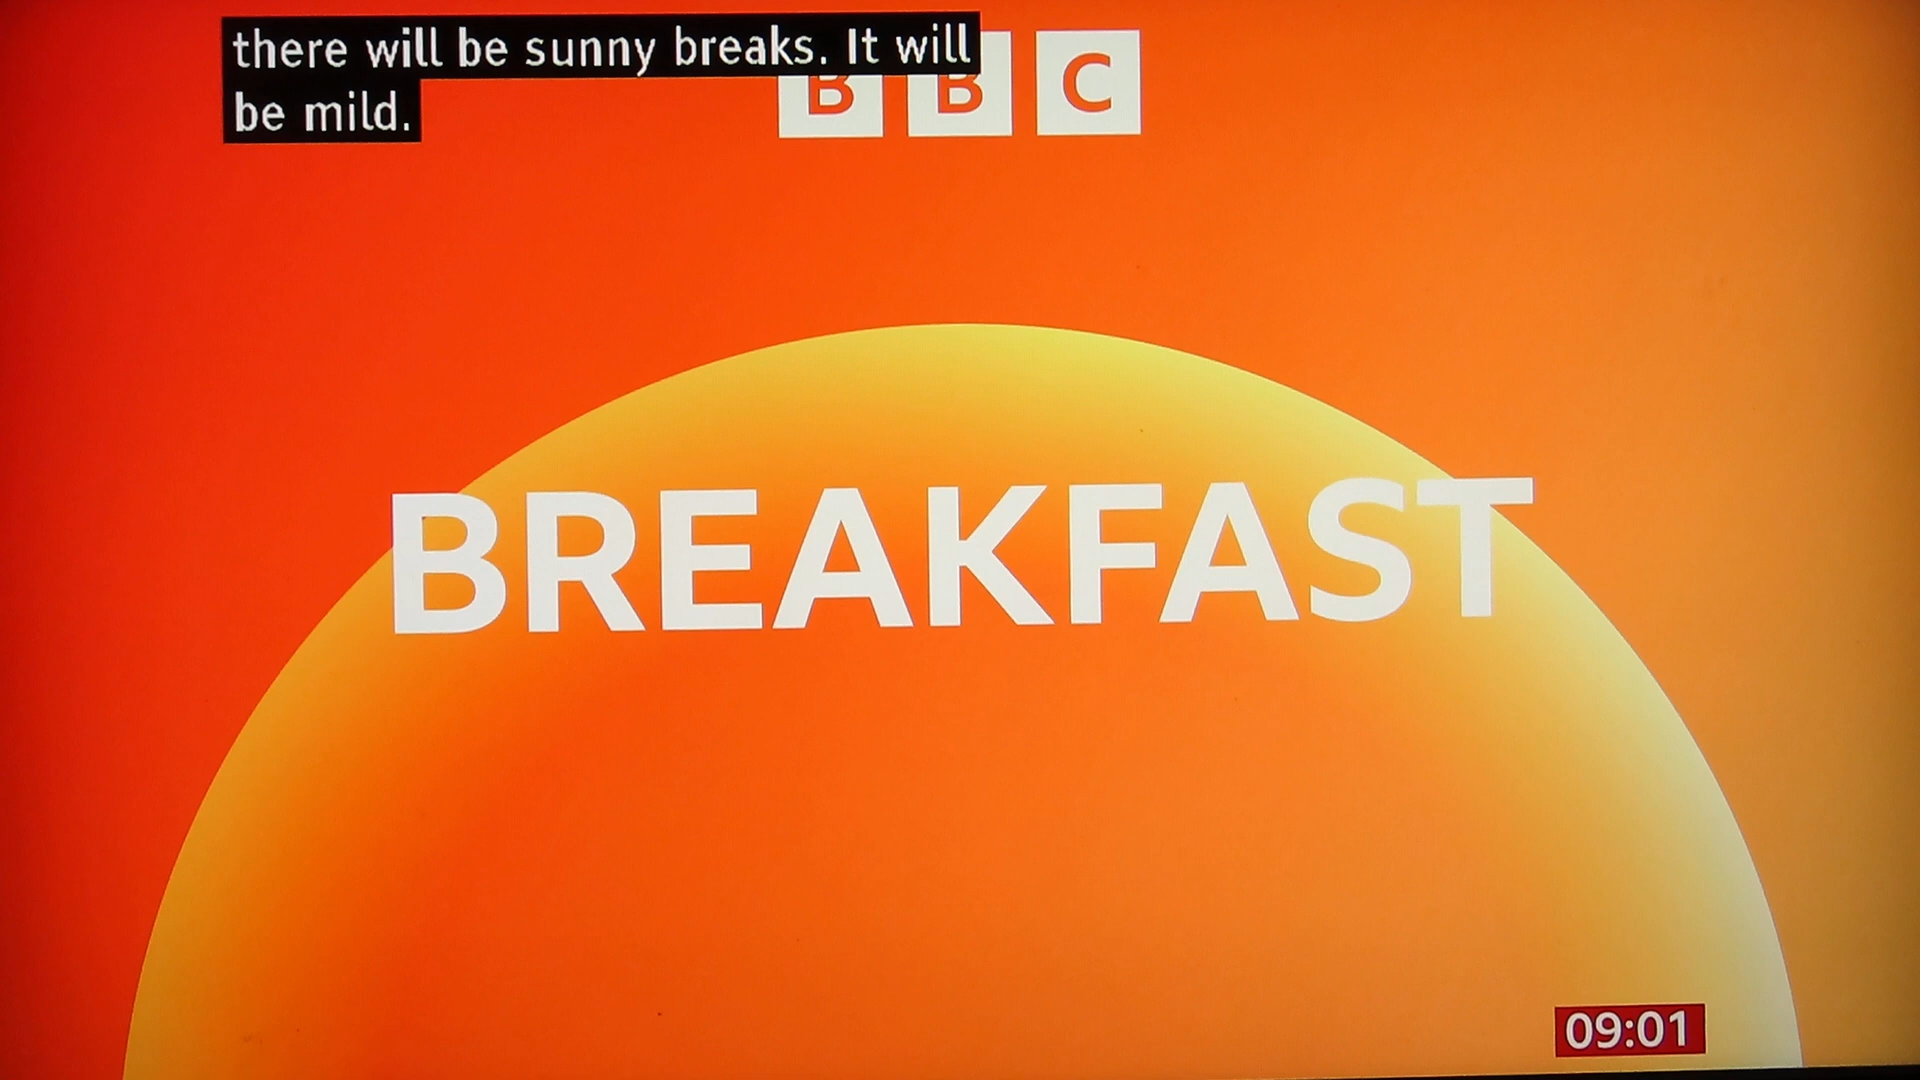 there will be sunny breaks. It will
be mild.
BBC
BREAKFAST
09:01